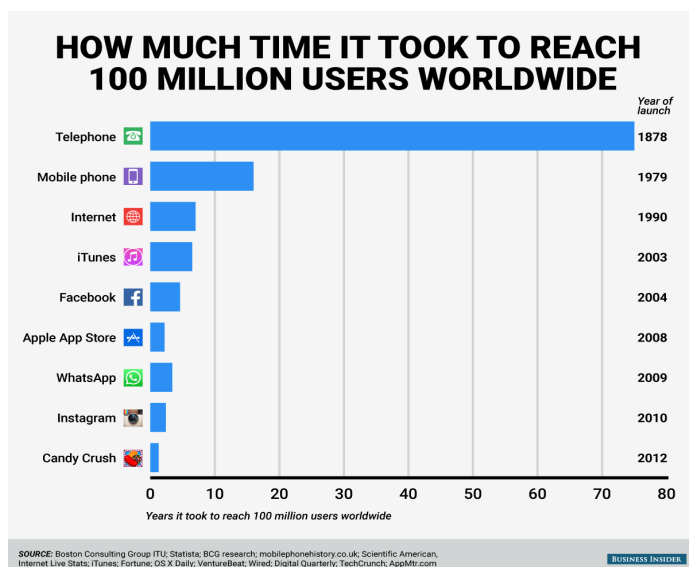 HOW MUCH TIME IT TOOK TO REACH
100 MILLION USERS WORLDWIDE
Year of
launch
Telephone 1878
Mobile phone 1979
Internet 1990
iTunes 2003
Facebook 2004
Apple App Store 2008
WhatsApp 2009
Instagram 2010
Candy Crush 2012
0 10 20 30 40 50 60 70 80
Years it took to reach 100 million users worldwide
SOURCE: Boston Consulting Group ITU; Statista; BCG research; mobilephonehistory.co.uk; Scientific American,
Internet Live Stats; iTunes; Fortune; OS X Daily; VentureBeat; Wired; Digital Quarterly; TechCrunch; AppMtr.com
BUSINESS INSIDER